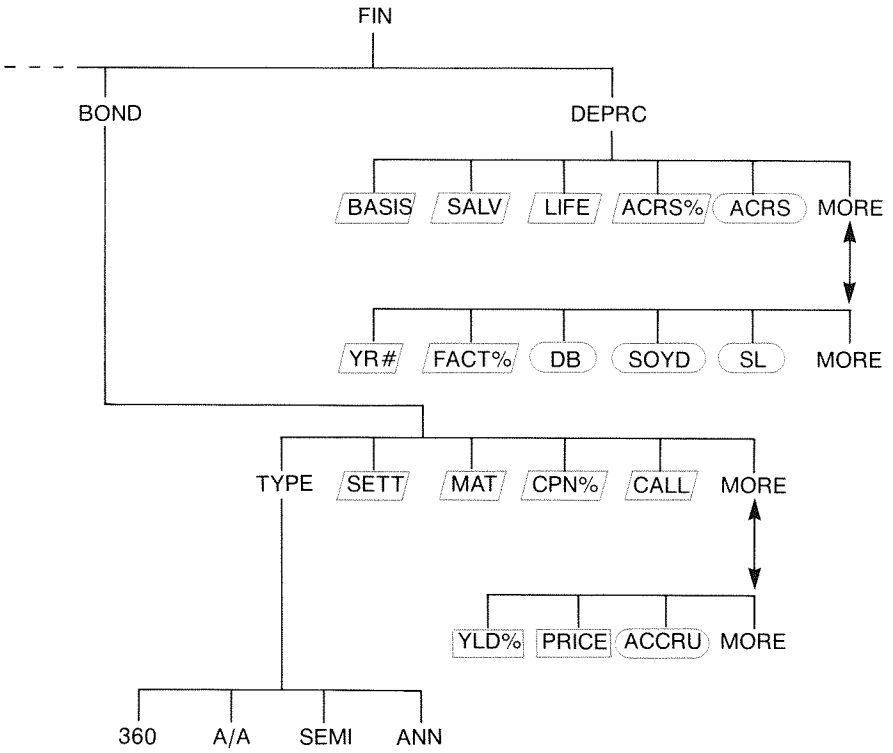 FIN
BOND DEPRC
BASIS SALV LIFE ACRS% ACRS MORE
YR# FACT% DB SOYD SL MORE
TYPE SETT MAT CPN% CALL MORE
YLD% PRICE ACCRU MORE
360 A/A SEMI ANN